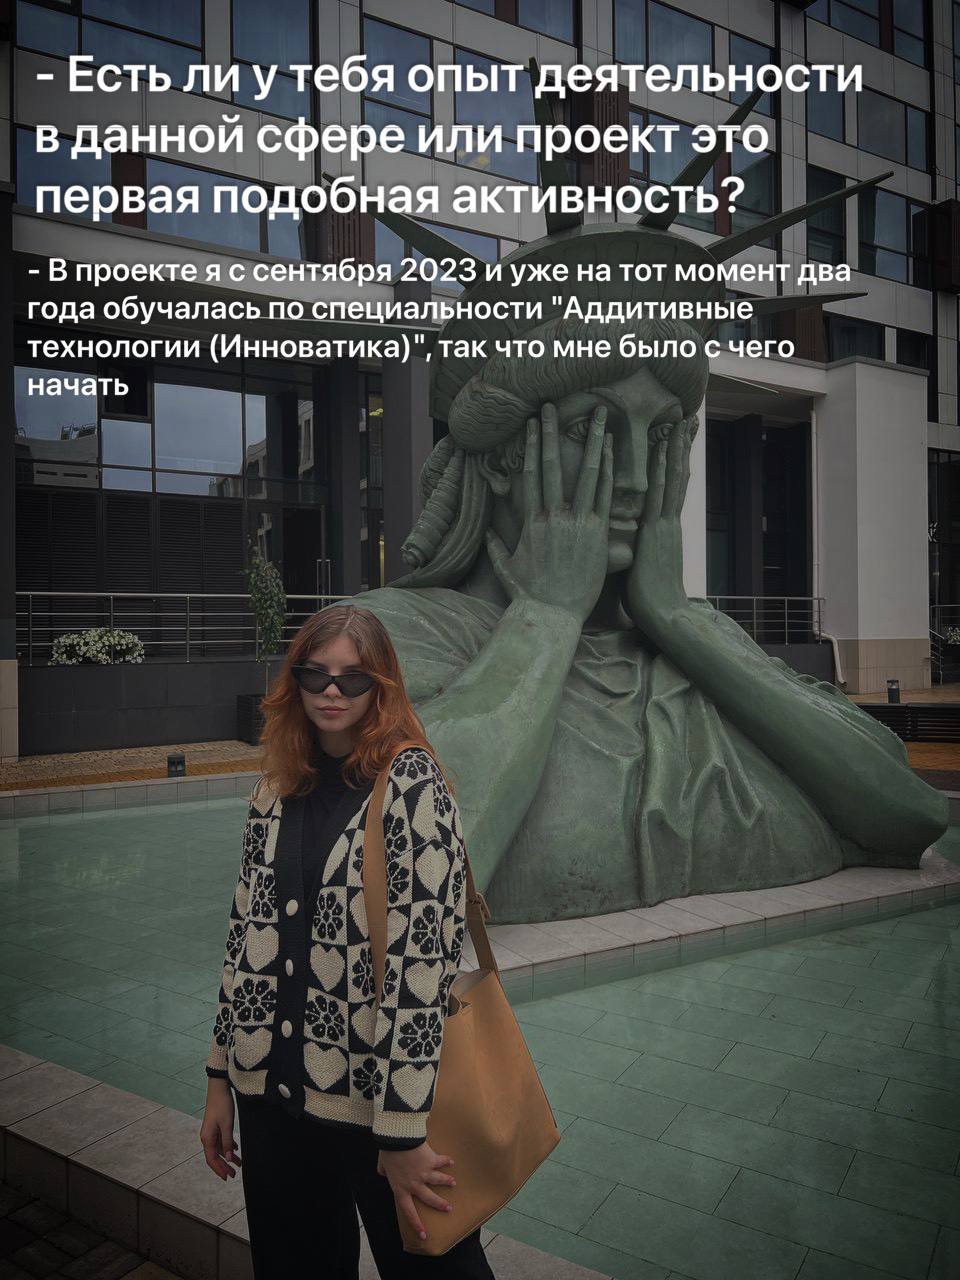 - Есть ли у тебя опыт деятельности
в данной сфере или проект это
первая подобная активность?
- В проекте я с сентября 2023 и уже на тот момент два
года обучалась по специальности "Аддитивные
технологии (Инноватика)", так что мне было с чего
начать